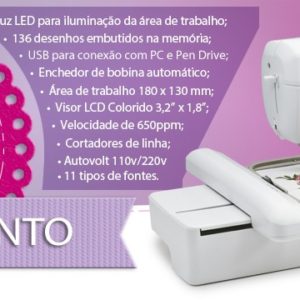 uz LED para iluminação da área de trabalho;
• 136 desenhos embutidos na memória;
USB para conexão com PC e Pen Drive;
• Enchedor de bobina automático;
• Área de trabalho 180 x 130 mm;
• Visor LCD Colorido 3,2" x 1,8";
• Velocidade de 650ppm;
• Cortadores de linha;
• Autovolt 110v/220v
• 11 tipos de fontes.
NTO